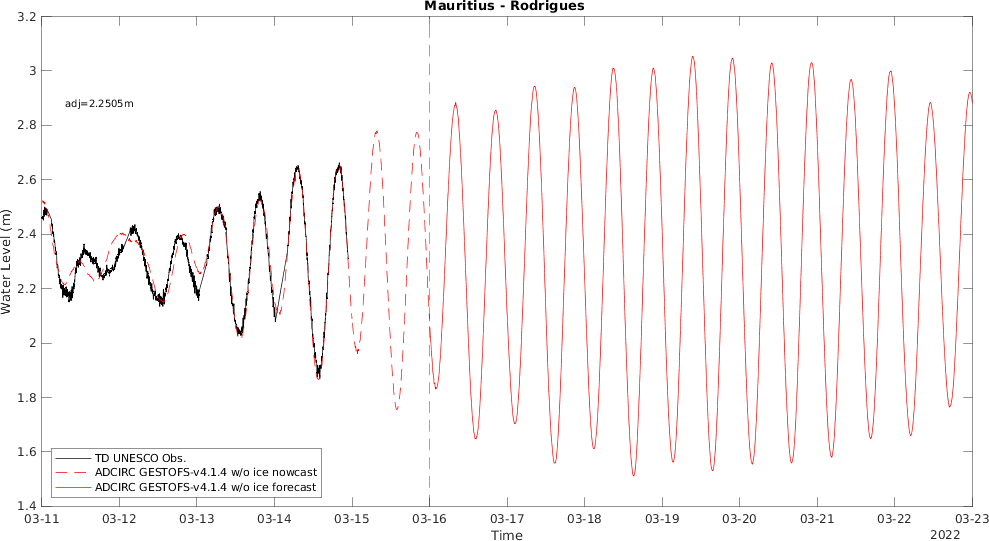 Mauritius - Rodrigues
3.2
3
2.8
2.6
2.4
2.2
2
1.8
1.6
1.4
Water Level (m)
adj=2.2505m
TD UNESCO Obs.
ADCIRC GESTOFS-v4.1.4 w/o ice nowcast
ADCIRC GESTOFS-v4.1.4 w/o ice forecast
03-11 03-12 03-13 03-14 03-15 03-16 03-17 03-18 03-19 03-20 03-21 03-22 03-23
Time
2022